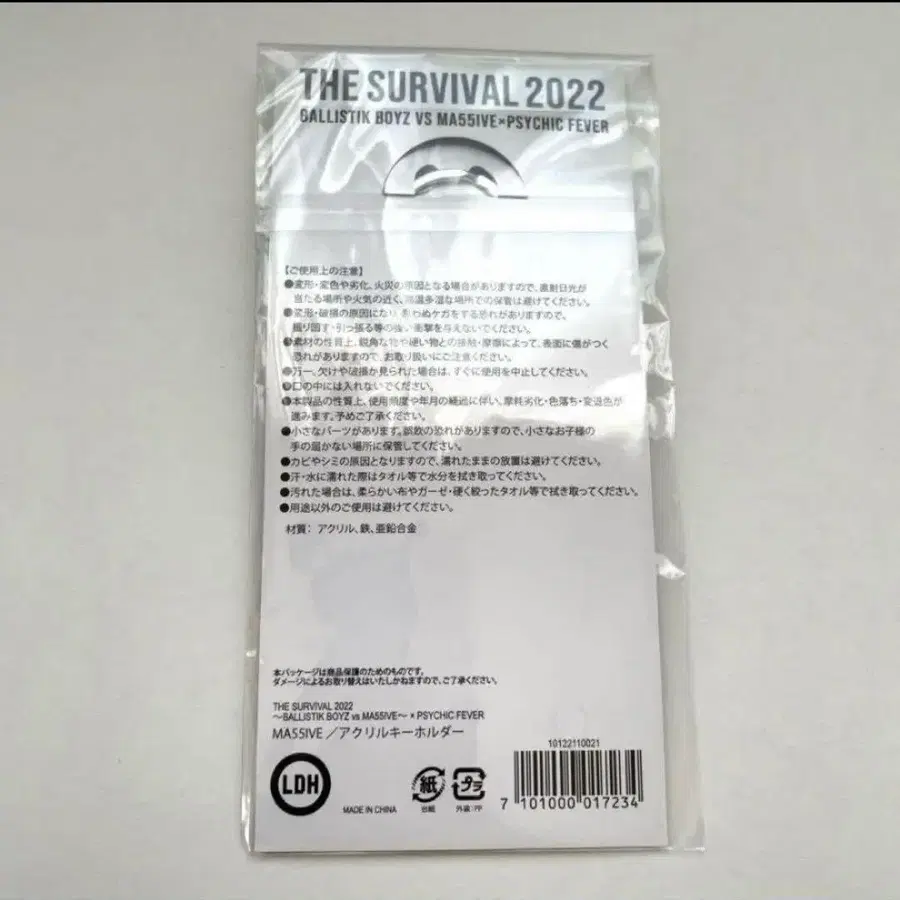 THE SURVIVAL 2022
BALLISTIK BOYZ VS MA55IVE×PSYCHIC FEVER
【ご使用上の注意】
●変形・変色や劣化、火災の原因となる場合がありますので、直射日光が
当たる場所や火気の近く、高温多湿な場所での保管は避けてください。
●変形・破損の原因になり、思わぬケガをする恐れがありますので、
振り回す・引っ張る等の強い衝撃を与えないでください。
●素材の性質上、鋭角な物や硬い物との接触・摩擦によって、表面に傷がつく
恐れがありますので、お取り扱いにご注意ください。
●万一、欠けや破損が見られた場合は、すぐに使用を中止してください。
●口の中には入れないでください。
●本製品の性質上、使用頻度や年月の経過に伴い、摩耗劣化・色落ち・変退色が
進みます。予めご了承ください。
●小さなパーツがあります。誤飲の恐れがありますので、小さなお子様の
手の届かない場所に保管してください。
●カビやシミの原因となりますので、濡れたままの放置は避けてください。
●汗・水に濡れた際はタオル等で水分を拭き取ってください。
●汚れた場合は、柔らかい布やガーゼ・硬く絞ったタオル等で拭き取ってください。
●用途以外のご使用は避けてください。
材質： アクリル、鉄、亜鉛合金
本パッケージは商品保護のためのものです。
ダメージによるお取り替えはいたしかねますので、ご了承ください。
THE SURVIVAL 2022
～BALLISTIK BOYZ vs MA55IVE～ × PSYCHIC FEVER
MA55IVE ／アクリルキーホルダー
10122110021
LDH
MADE IN CHINA
紙
台紙
プラ
外装：PP
7 101000 017234